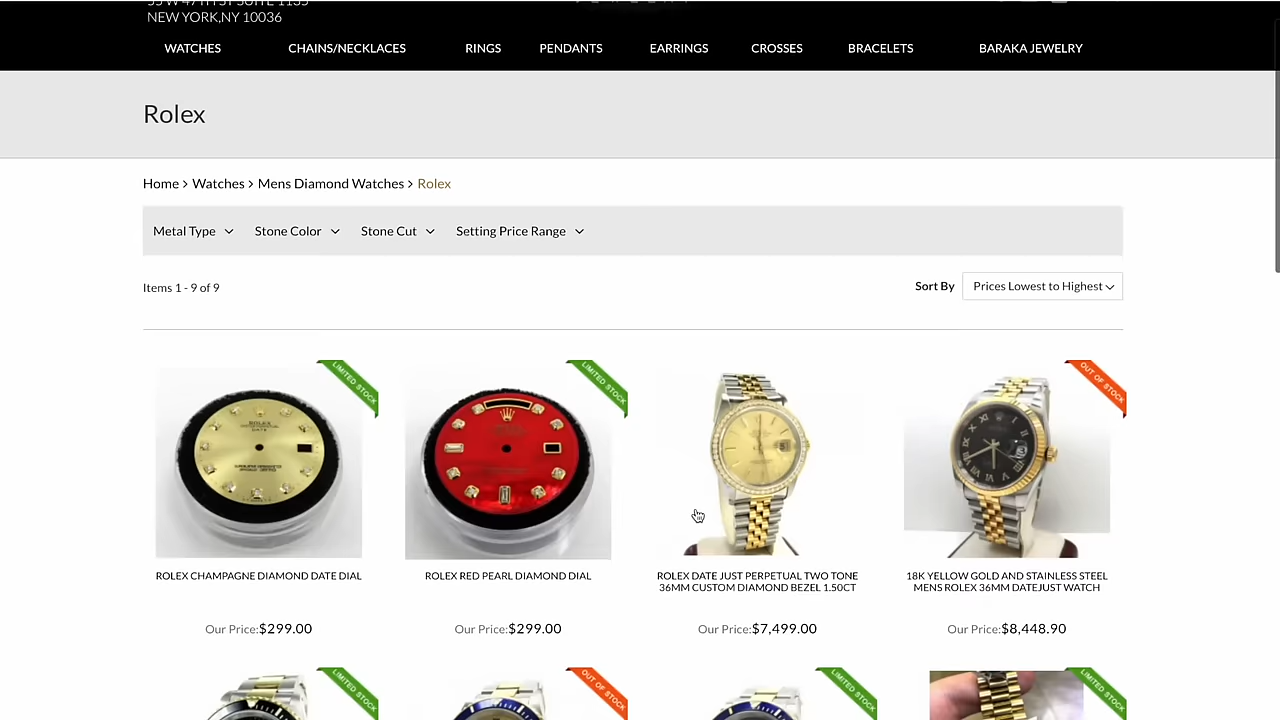 55 W 47TH ST SUITE 1135
NEW YORK,NY 10036
WATCHES CHAINS/NECKLACES RINGS PENDANTS EARRINGS CROSSES BRACELETS BARAKA JEWELRY
Rolex
Home > Watches > Mens Diamond Watches > Rolex
Metal Type Stone Color Stone Cut Setting Price Range
Items 1 - 9 of 9
Sort By Prices Lowest to Highest
LIMITED STOCK
LIMITED STOCK
OUT OF STOCK
ROLEX CHAMPAGNE DIAMOND DATE DIAL
ROLEX RED PEARL DIAMOND DIAL
ROLEX DATE JUST PERPETUAL TWO TONE
36MM CUSTOM DIAMOND BEZEL 1.50CT
18K YELLOW GOLD AND STAINLESS STEEL
MENS ROLEX 36MM DATEJUST WATCH
Our Price:$299.00
Our Price:$299.00
Our Price:$7,499.00
Our Price:$8,448.90
LIMITED STOCK
OUT OF STOCK
LIMITED STOCK
LIMITED STOCK